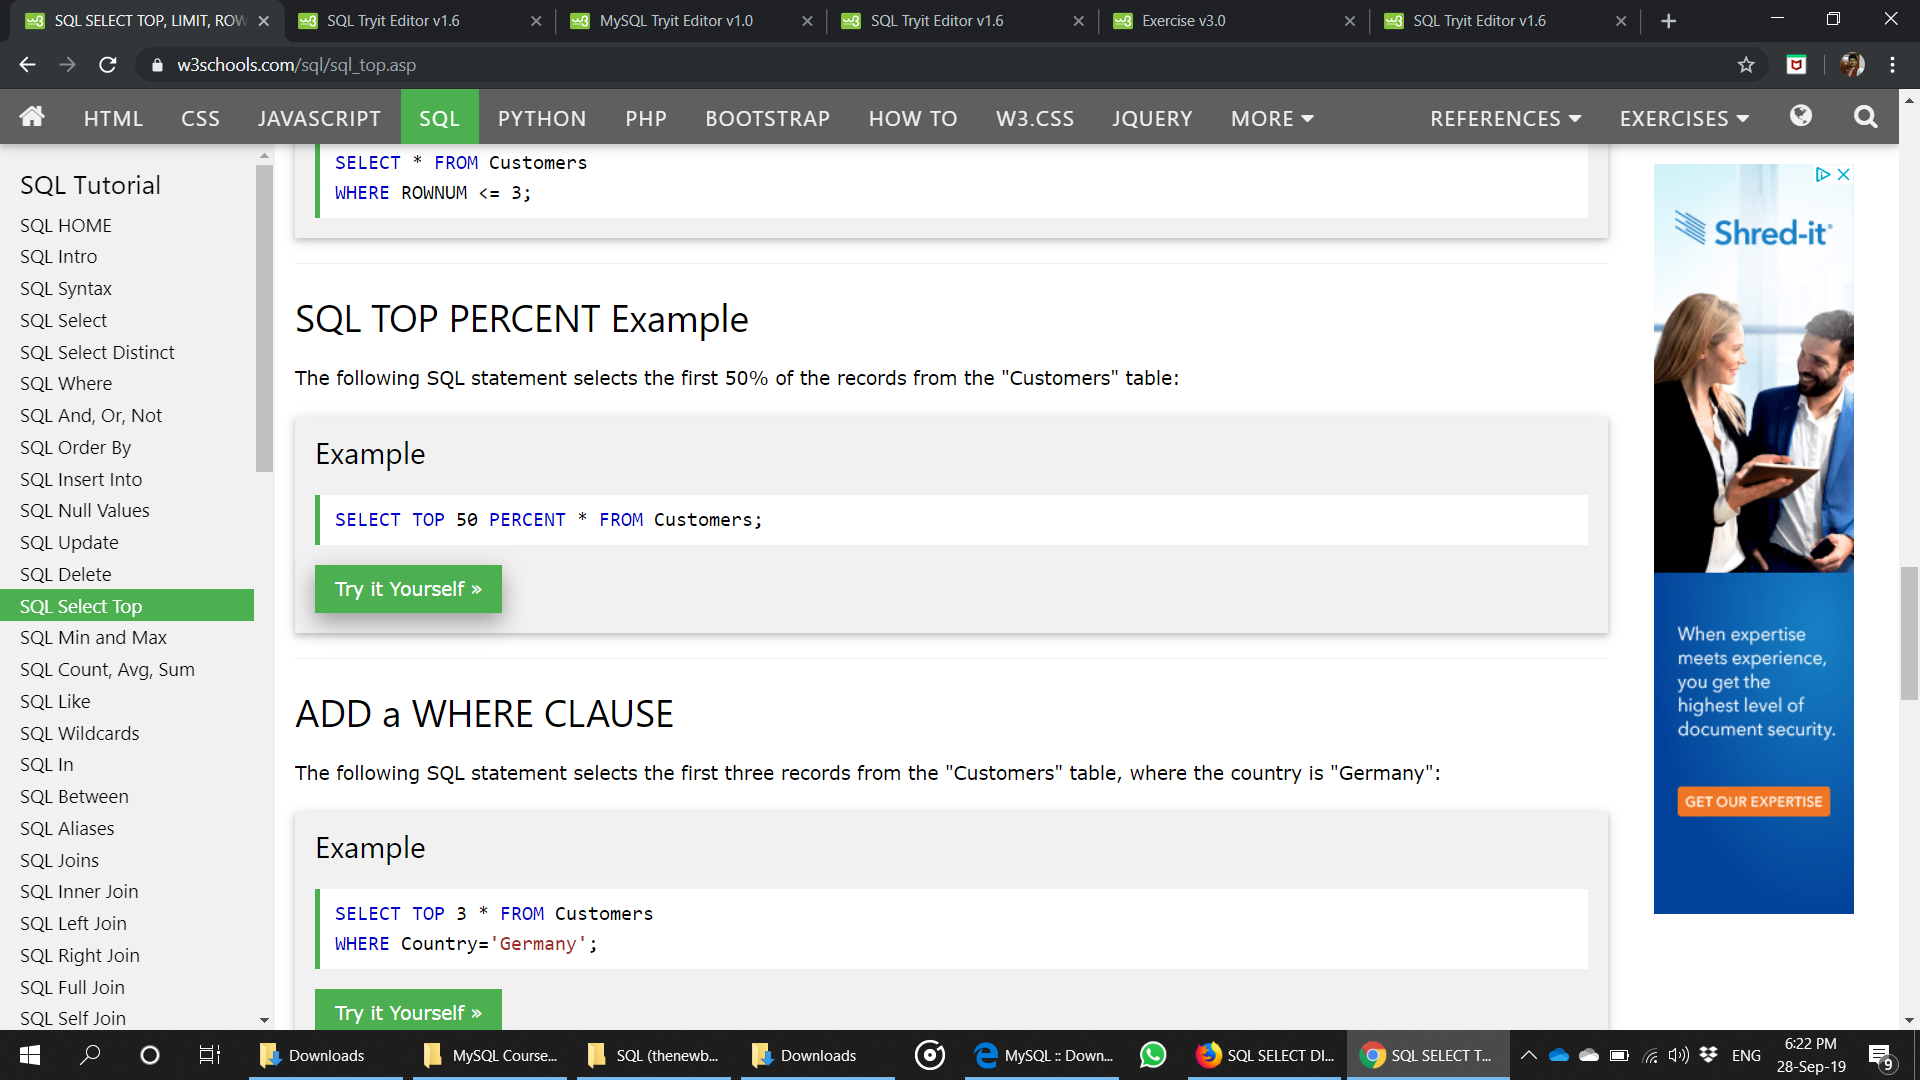 SQL SELECT TOP, LIMIT, ROW
SQL Tryit Editor v1.6
MySQL Tryit Editor v1.0
SQL Tryit Editor v1.6
Exercise v3.0
SQL Tryit Editor v1.6
w3schools.com/sql/sql_top.asp
HTML CSS JAVASCRIPT SQL PYTHON PHP BOOTSTRAP HOW TO W3.CSS JQUERY MORE REFERENCES EXERCISES
SQL Tutorial
SQL HOME
SQL Intro
SQL Syntax
SQL Select
SQL Select Distinct
SQL Where
SQL And, Or, Not
SQL Order By
SQL Insert Into
SQL Null Values
SQL Update
SQL Delete
SQL Select Top
SQL Min and Max
SQL Count, Avg, Sum
SQL Like
SQL Wildcards
SQL In
SQL Between
SQL Aliases
SQL Joins
SQL Inner Join
SQL Left Join
SQL Right Join
SQL Full Join
SQL Self Join
SELECT * FROM Customers
WHERE ROWNUM <= 3;
SQL TOP PERCENT Example
The following SQL statement selects the first 50% of the records from the "Customers" table:
Example
SELECT TOP 50 PERCENT * FROM Customers;
Try it Yourself »
ADD a WHERE CLAUSE
The following SQL statement selects the first three records from the "Customers" table, where the country is "Germany":
Example
SELECT TOP 3 * FROM Customers
WHERE Country='Germany';
Try it Yourself »
Shred-it®
When expertise
meets experience,
you get the
highest level of
document security.
GET OUR EXPERTISE
Downloads
MySQL Course...
SQL (thenewb...
Downloads
MySQL :: Down...
SQL SELECT DI...
SQL SELECT T...
ENG
6:22 PM
28-Sep-19
9